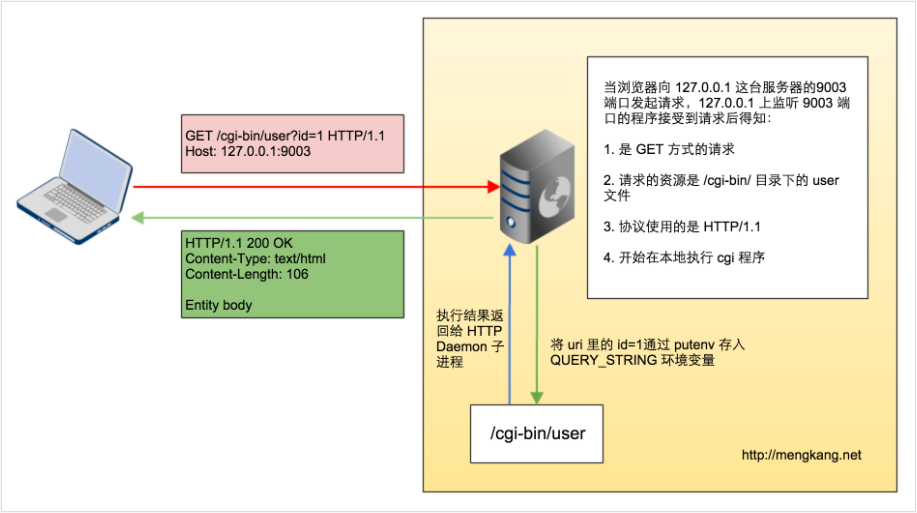 当浏览器向 127.0.0.1 这台服务器的9003
端口发起请求，127.0.0.1 上监听 9003 端
口的程序接受到请求后得知：
1. 是 GET 方式的请求
2. 请求的资源是 /cgi-bin/ 目录下的 user
文件
3. 协议使用的是 HTTP/1.1
4. 开始在本地执行 cgi 程序
GET /cgi-bin/user?id=1 HTTP/1.1
Host: 127.0.0.1:9003
HTTP/1.1 200 OK
Content-Type: text/html
Content-Length: 106
Entity body
执行结果返
回给 HTTP
Daemon 子
进程
将 uri 里的 id=1通过 putenv 存入
QUERY_STRING 环境变量
/cgi-bin/user
http://mengkang.net